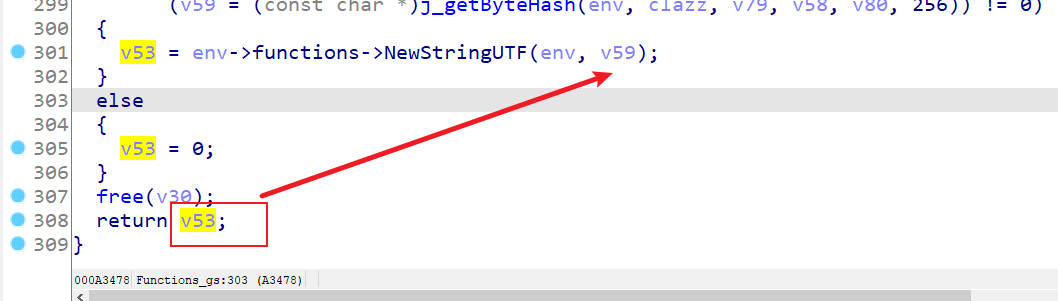 299 (v59 = (const char *)j_getByteHash(env, clazz, v79, v58, v80, 256)) != 0)
300 {
301 v53 = env->functions->NewStringUTF(env, v59);
302 }
303 else
304 {
305 v53 = 0;
306 }
307 free(v30);
308 return v53;
309 }
000A3478 Functions_gs:303 (A3478)